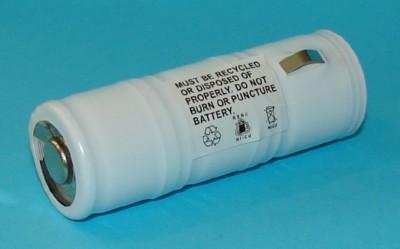 MUST BE RECYCLED
OR DISPOSED OF
PROPERLY. DO NOT
BURN OR PUNCTURE
BATTERY.